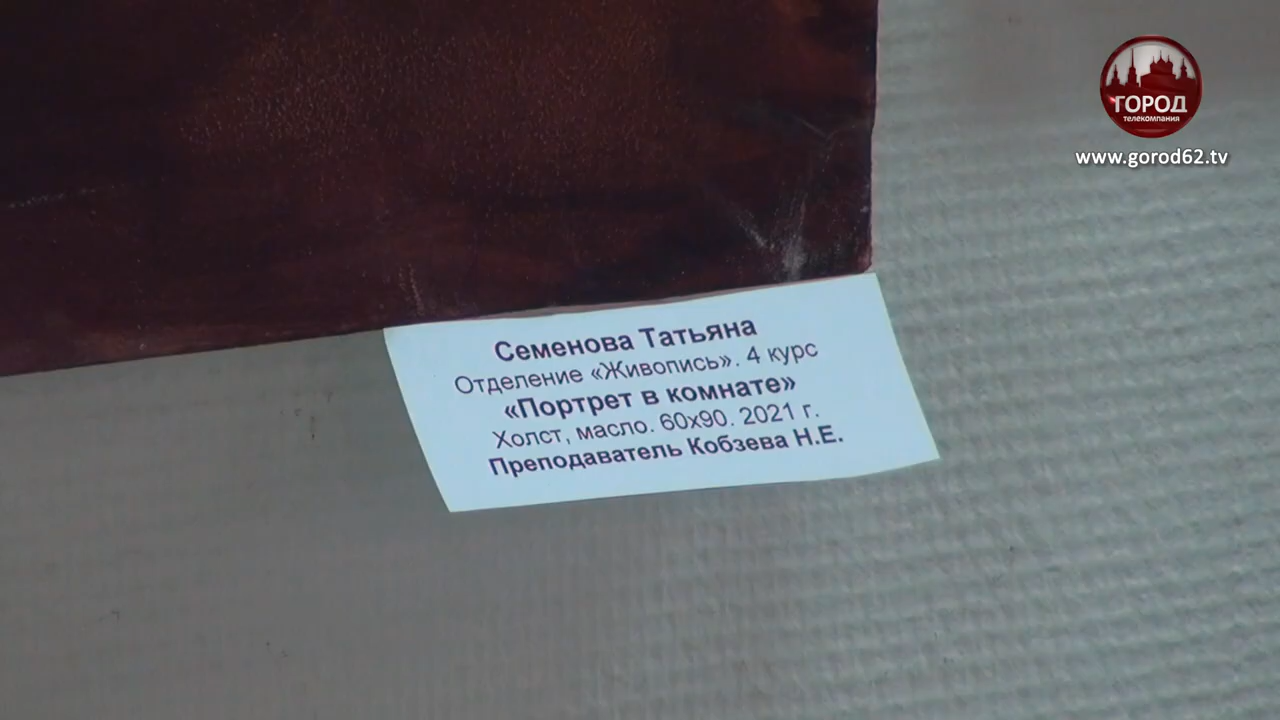 ГОРОД
телекомпания
www.gorod62.tv
Семенова Татьяна
Отделение «Живопись». 4 курс
«Портрет в комнате»
Холст, масло. 60х90. 2021 г.
Преподаватель Кобзева Н.Е.